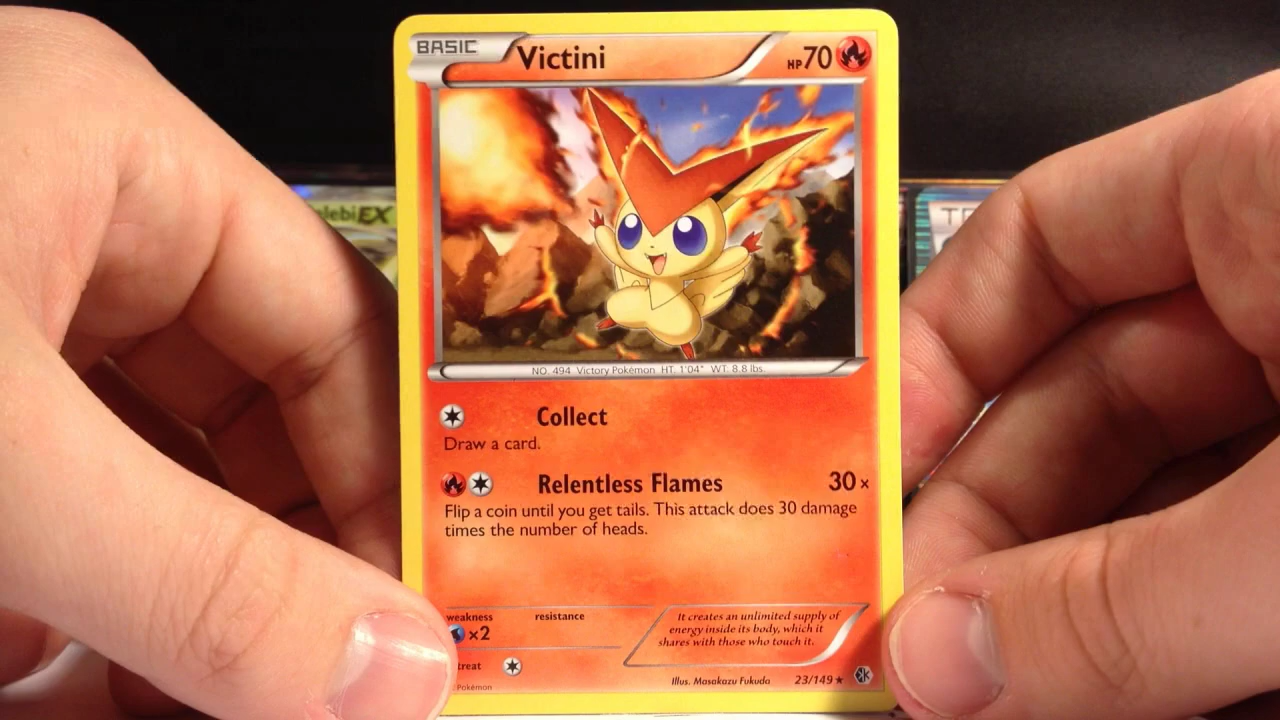 BASIC Victini HP70
lebiEX
NO. 494 Victory Pokémon HT. 1'04" WT. 8.8 lbs.
Collect
Draw a card.
Relentless Flames 30×
Flip a coin until you get tails. This attack does 30 damage
times the number of heads.
weakness resistance
×2
treat
It creates an unlimited supply of
energy inside its body, which it
shares with those who touch it.
Illus. Masakazu Fukuda 23/149★
Pokémon